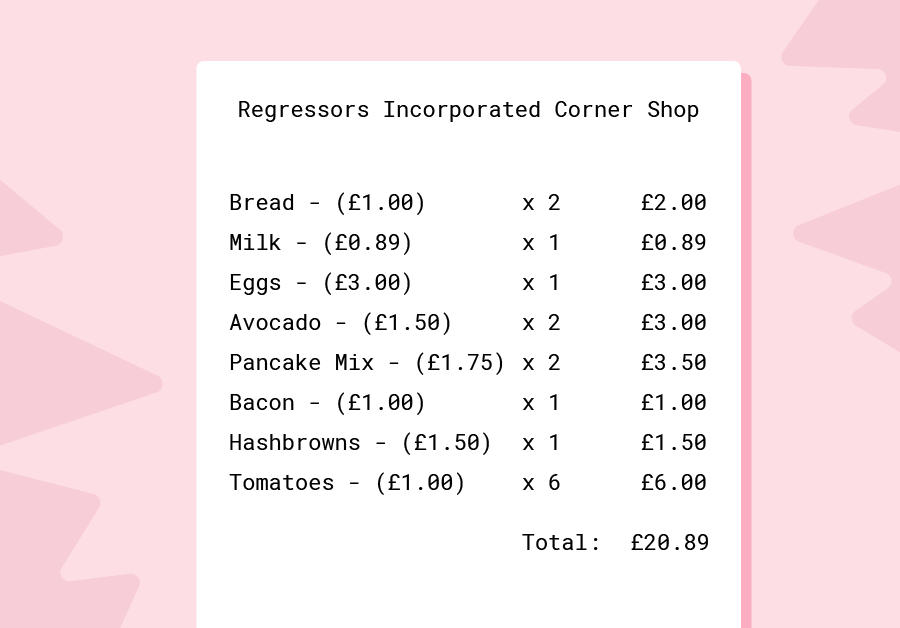 Regressors Incorporated Corner Shop
Bread - (£1.00) x 2 £2.00
Milk - (£0.89) x 1 £0.89
Eggs - (£3.00) x 1 £3.00
Avocado - (£1.50) x 2 £3.00
Pancake Mix - (£1.75) x 2 £3.50
Bacon - (£1.00) x 1 £1.00
Hashbrowns - (£1.50) x 1 £1.50
Tomatoes - (£1.00) x 6 £6.00
Total: £20.89